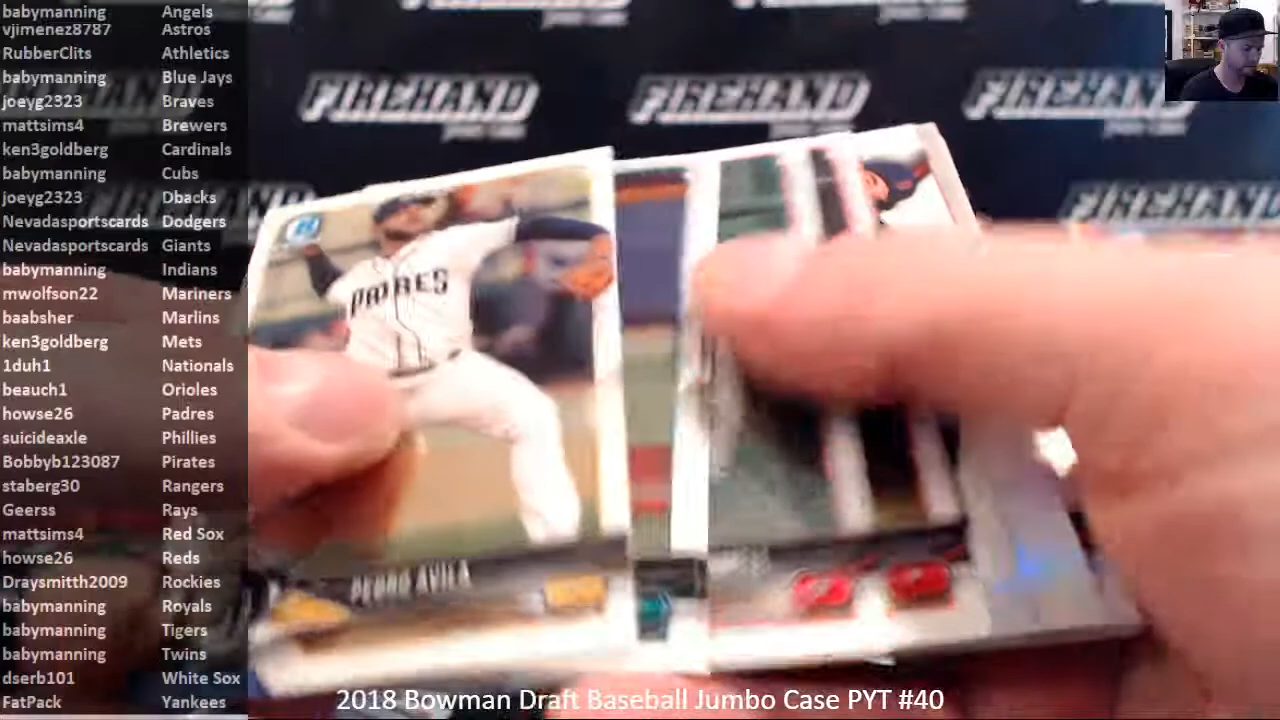 babymanning Angels
vjimenez8787 Astros
RubberClits Athletics
babymanning Blue Jays
joeyg2323 Braves
mattsims4 Brewers
ken3goldberg Cardinals
babymanning Cubs
joeyg2323 Dbacks
Nevadasportscards Dodgers
Nevadasportscards Giants
babymanning Indians
mwolfson22 Mariners
baabsher Marlins
ken3goldberg Mets
1duh1 Nationals
beauch1 Orioles
howse26 Padres
suicideaxle Phillies
Bobbyb123087 Pirates
staberg30 Rangers
Geerss Rays
mattsims4 Red Sox
howse26 Reds
Draysmitth2009 Rockies
babymanning Royals
babymanning Tigers
babymanning Twins
dserb101 White Sox
FatPack Yankees
FIREHAND FIREHAND FIREHAND
FIREHAND
PADRES
PEDRO AVILA
2018 Bowman Draft Baseball Jumbo Case PYT #40